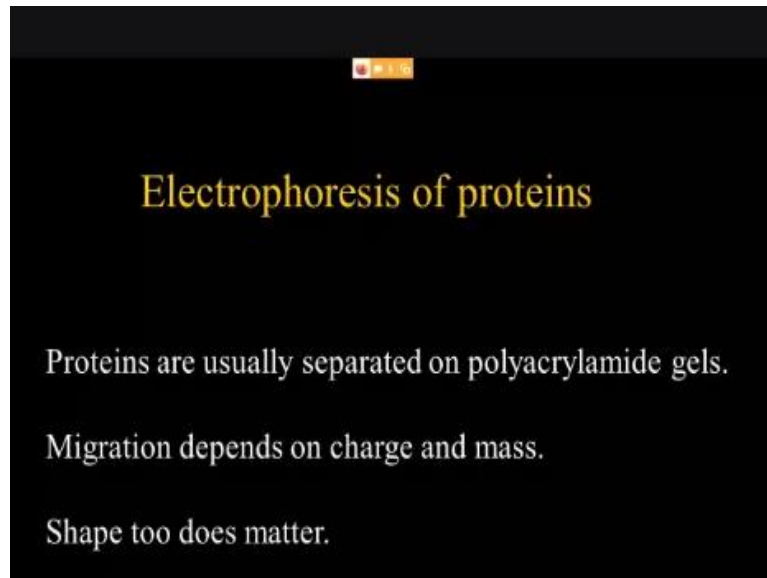 Electrophoresis of proteins
Proteins are usually separated on polyacrylamide gels.
Migration depends on charge and mass.
Shape too does matter.